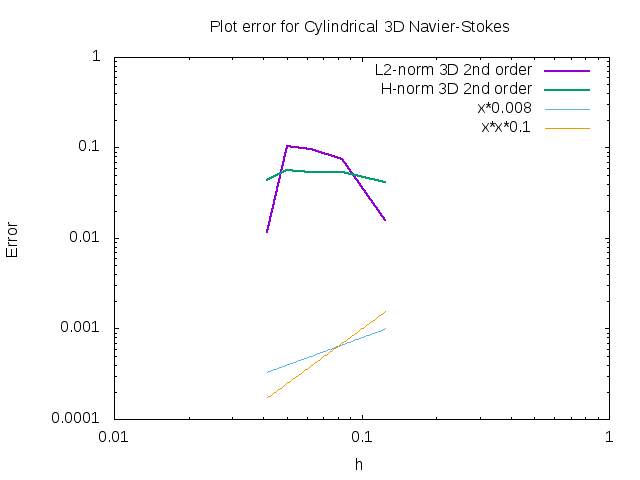 Plot error for Cylindrical 3D Navier-Stokes
1
L2-norm 3D 2nd order
H-norm 3D 2nd order
x*0.008
x*x*0.1
0.1
0.01
0.001
0.0001
Error
0.01
0.1
1
h